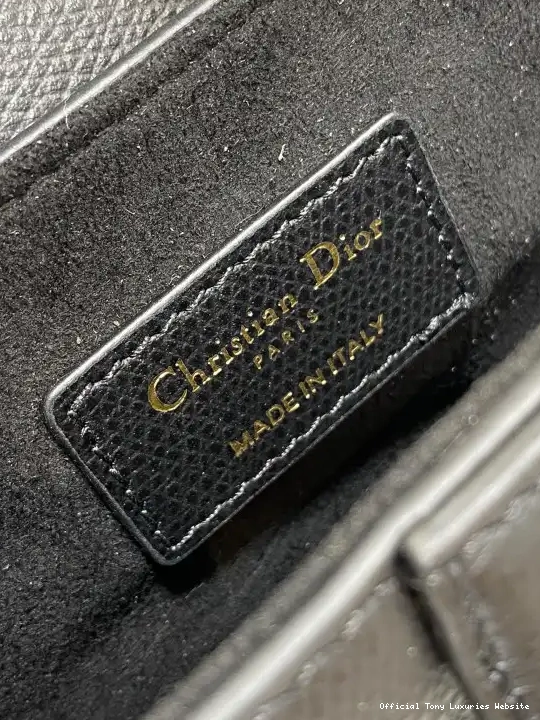 Christian Dior
PARIS
MADE IN ITALY
Official Tony Luxuries Website